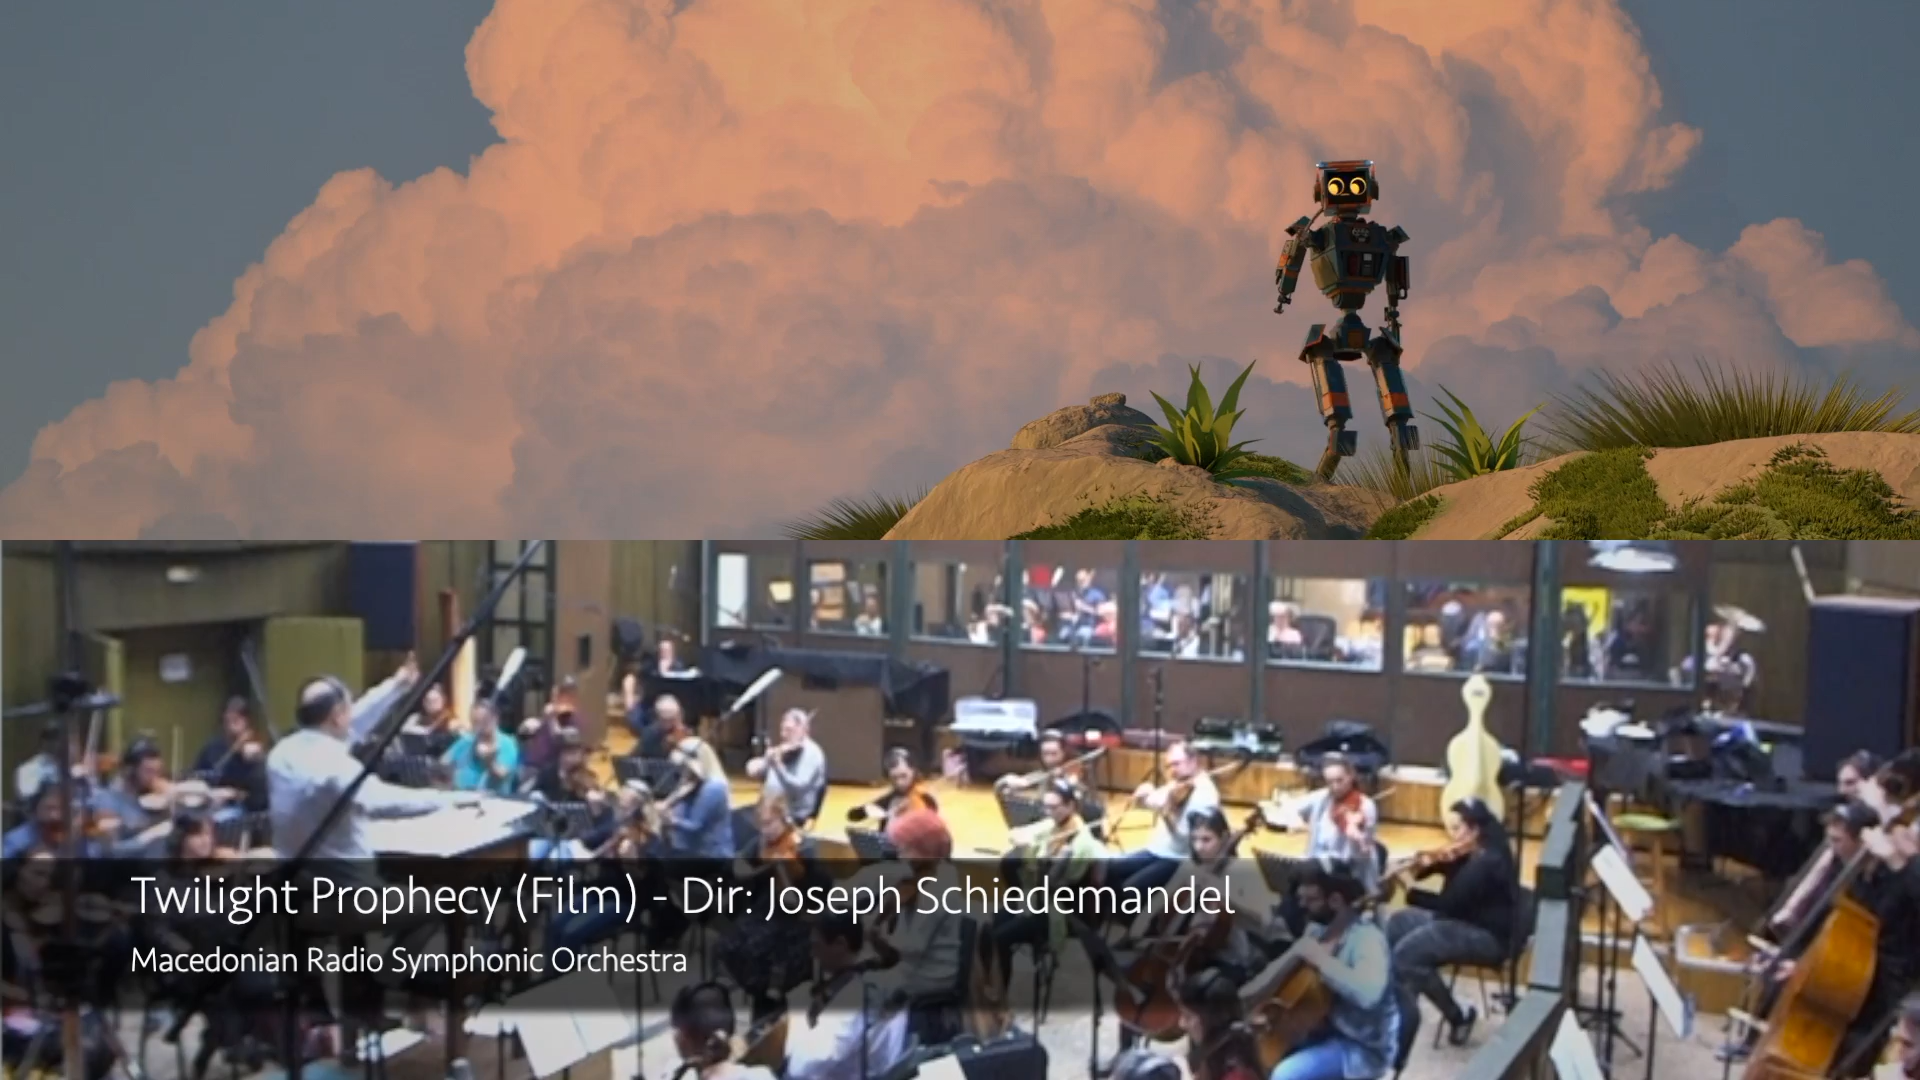 Twilight Prophecy (Film) - Dir: Joseph Schiedemandel
Macedonian Radio Symphonic Orchestra